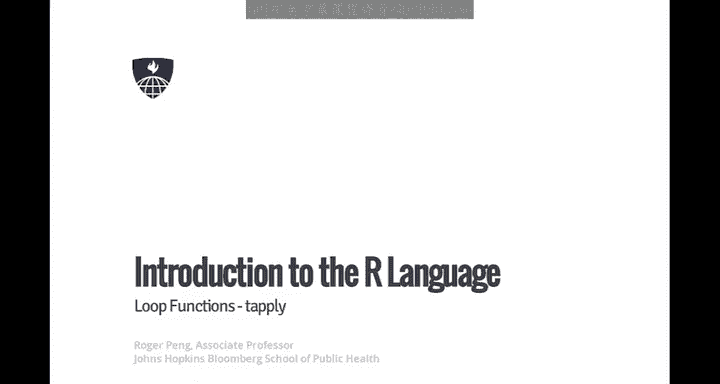 Introduction to the R Language
Loop Functions - tapply
Roger Peng, Associate Professor
Johns Hopkins Bloomberg School of Public Health